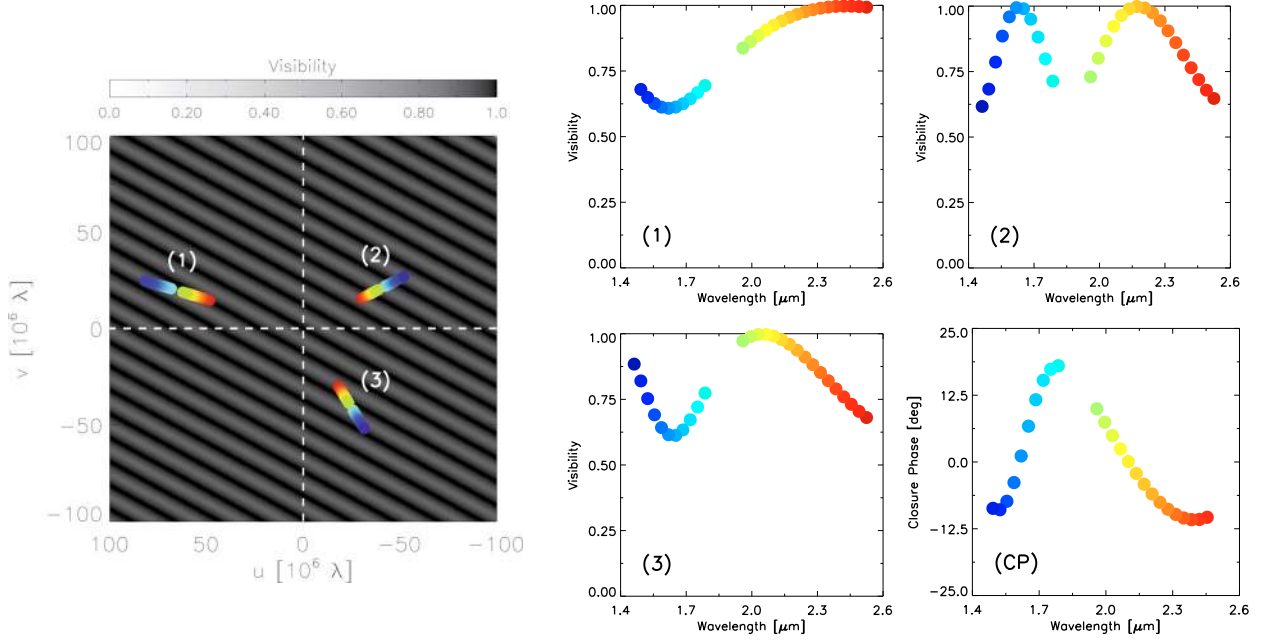 Visibility
0.0 0.20 0.40 0.60 0.80 1.0
(1)
(2)
(3)
100
50
0
−50
−100
v [10⁶ λ]
100 50 0 −50 −100
u [10⁶ λ]
1.00
0.75
0.50
0.25
0.00
Visibility
(1)
1.4 1.7 2.0 2.3 2.6
Wavelength [μm]
1.00
0.75
0.50
0.25
0.00
Visibility
(2)
1.4 1.7 2.0 2.3 2.6
Wavelength [μm]
1.00
0.75
0.50
0.25
0.00
Visibility
(3)
1.4 1.7 2.0 2.3 2.6
Wavelength [μm]
25.0
12.5
0.0
−12.5
−25.0
Closure Phase [deg]
(CP)
1.4 1.7 2.0 2.3 2.6
Wavelength [μm]